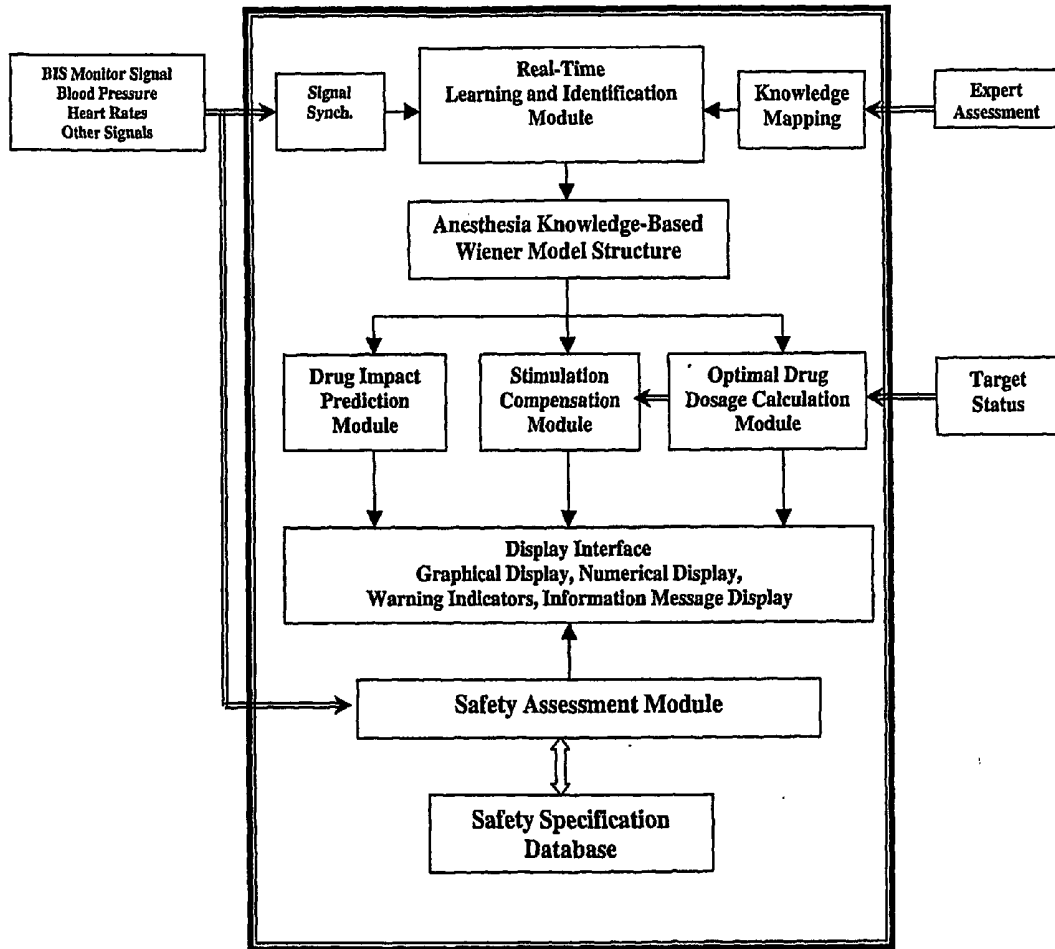 BIS Monitor Signal
Blood Pressure
Heart Rates
Other Signals
Signal
Synch.
Real-Time
Learning and Identification
Module
Knowledge
Mapping
Expert
Assessment
Anesthesia Knowledge-Based
Wiener Model Structure
Drug Impact
Prediction
Module
Stimulation
Compensation
Module
Optimal Drug
Dosage Calculation
Module
Target
Status
Display Interface
Graphical Display, Numerical Display,
Warning Indicators, Information Message Display
Safety Assessment Module
Safety Specification
Database